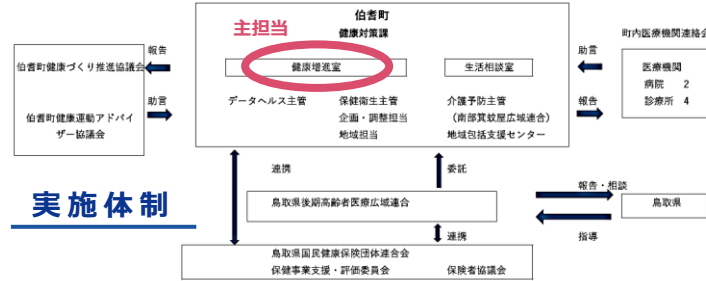 伯耆町
主担当
健康対策課
健康増進室
生活相談室
データヘルス主管
保健衛生主管
企画・調整担当
地域担当
介護予防主管
（南部箕蚊屋広域連合）
地域包括支援センター
伯耆町健康づくり推進協議会
伯耆町健康運動アドバイ
ザー協議会
報告
助言
町内医療機関連絡会
助言
報告
医療機関
病院 2
診療所 4
連携
委託
実施体制
鳥取県後期高齢者医療広域連合
報告・相談
指導
鳥取県
連携
鳥取県国民健康保険団体連合会
保健事業支援・評価委員会
保険者協議会